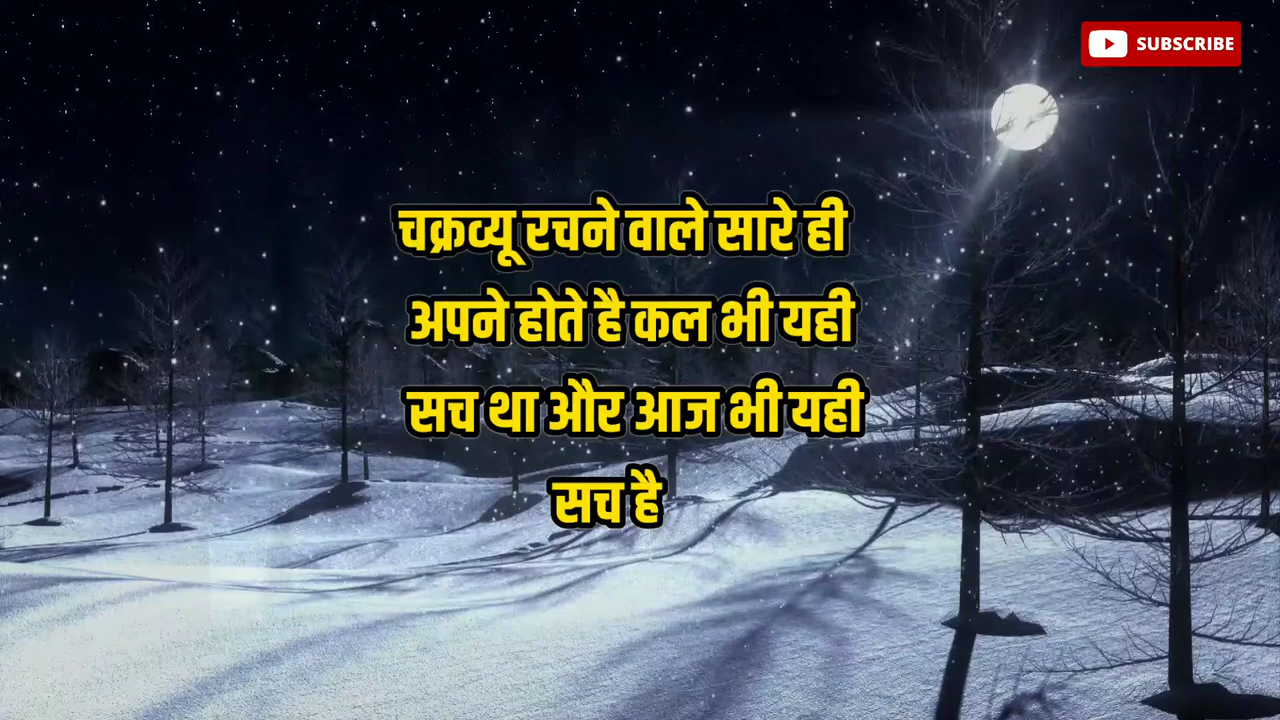 SUBSCRIBE
चक्रव्यू रचने वाले सारे ही
अपने होते है कल भी यही
सच था और आज भी यही
सच है